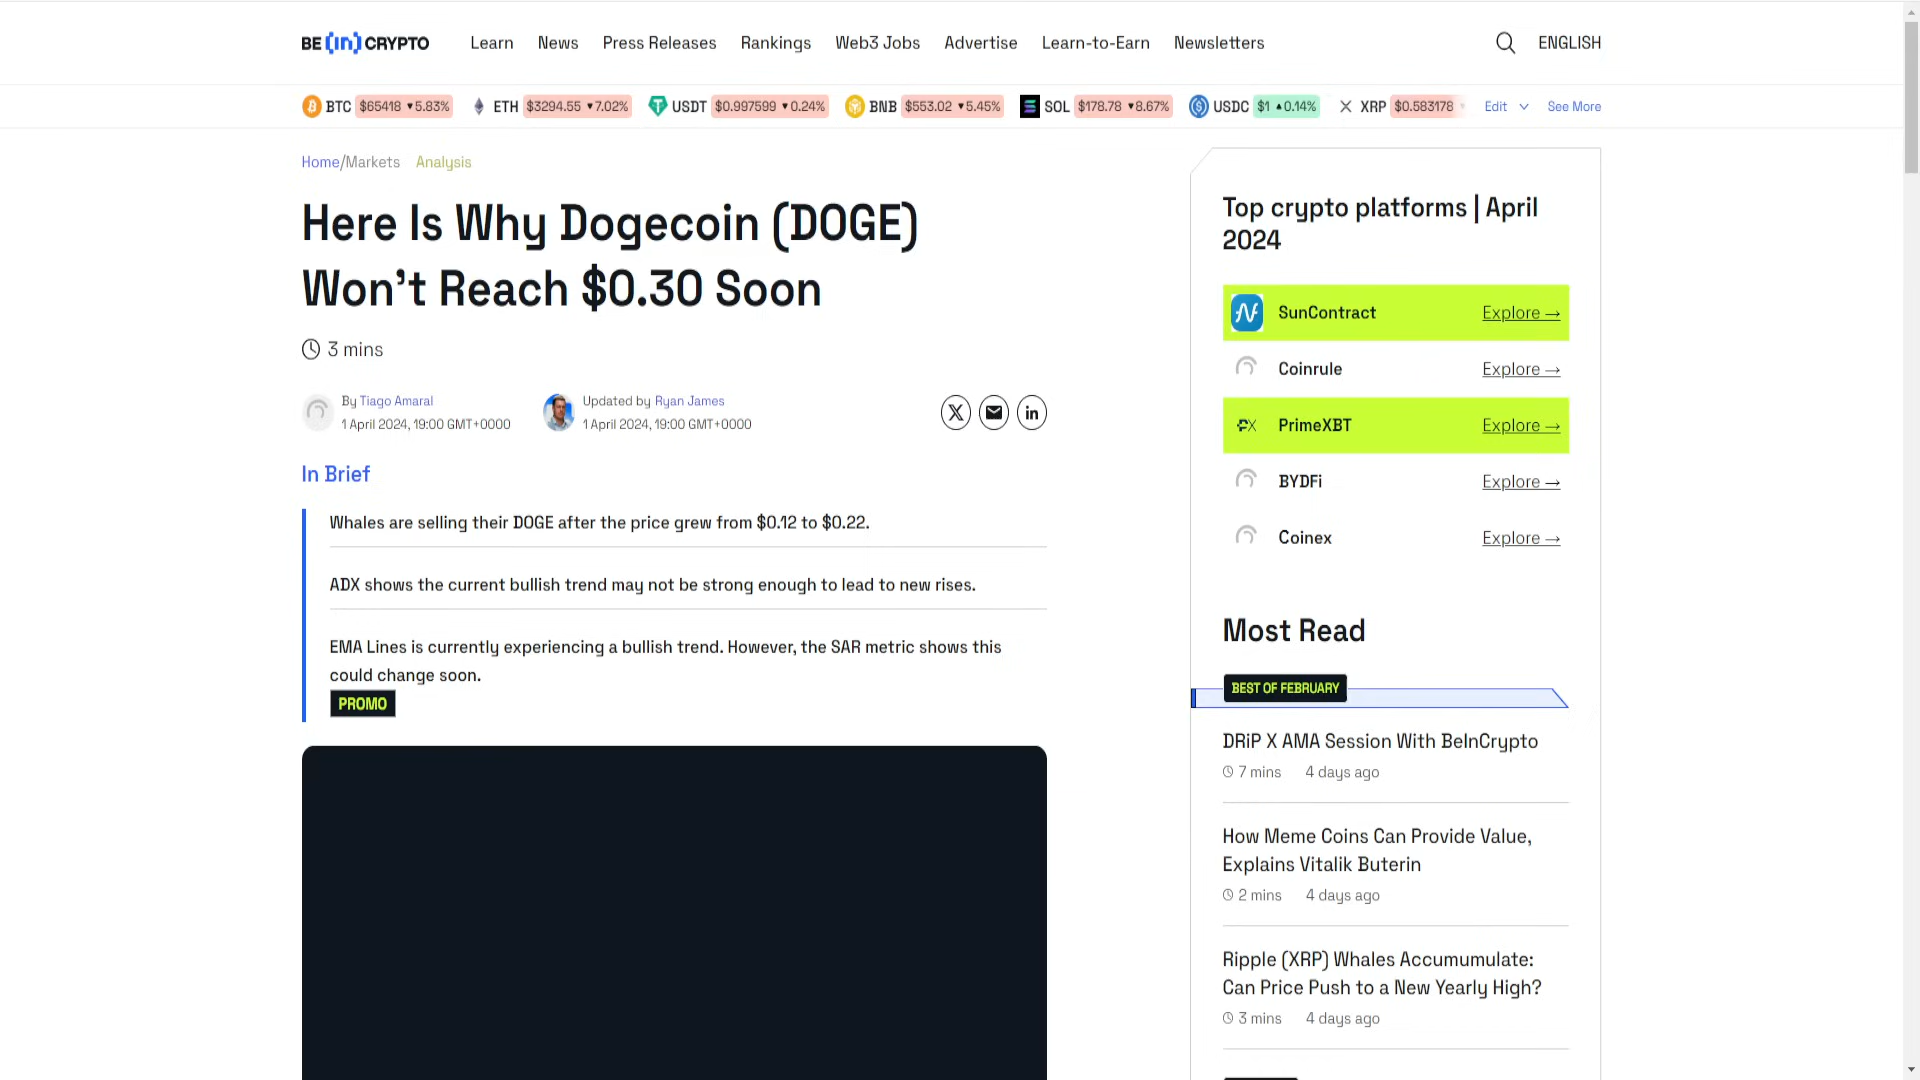 BE [in] CRYPTO
Learn News Press Releases Rankings Web3 Jobs Advertise Learn-to-Earn Newsletters
ENGLISH
BTC $65418 ▼5.83% ETH $3294.55 ▼7.02% USDT $0.997599 ▼0.24% BNB $553.02 ▼5.45% SOL $178.78 ▼8.67% USDC $1 ▲0.14% XRP $0.583178 Edit See More
Home/Markets Analysis
Here Is Why Dogecoin (DOGE)
Won't Reach $0.30 Soon
3 mins
By Tiago Amaral
1 April 2024, 19:00 GMT+0000
Updated by Ryan James
1 April 2024, 19:00 GMT+0000
In Brief
Whales are selling their DOGE after the price grew from $0.12 to $0.22.
ADX shows the current bullish trend may not be strong enough to lead to new rises.
EMA Lines is currently experiencing a bullish trend. However, the SAR metric shows this
could change soon.
PROMO
Top crypto platforms | April
2024
SunContract Explore →
Coinrule Explore →
PrimeXBT Explore →
BYDFi Explore →
Coinex Explore →
Most Read
BEST OF FEBRUARY
DRiP X AMA Session With BeInCrypto
7 mins 4 days ago
How Meme Coins Can Provide Value,
Explains Vitalik Buterin
2 mins 4 days ago
Ripple (XRP) Whales Accumumulate:
Can Price Push to a New Yearly High?
3 mins 4 days ago